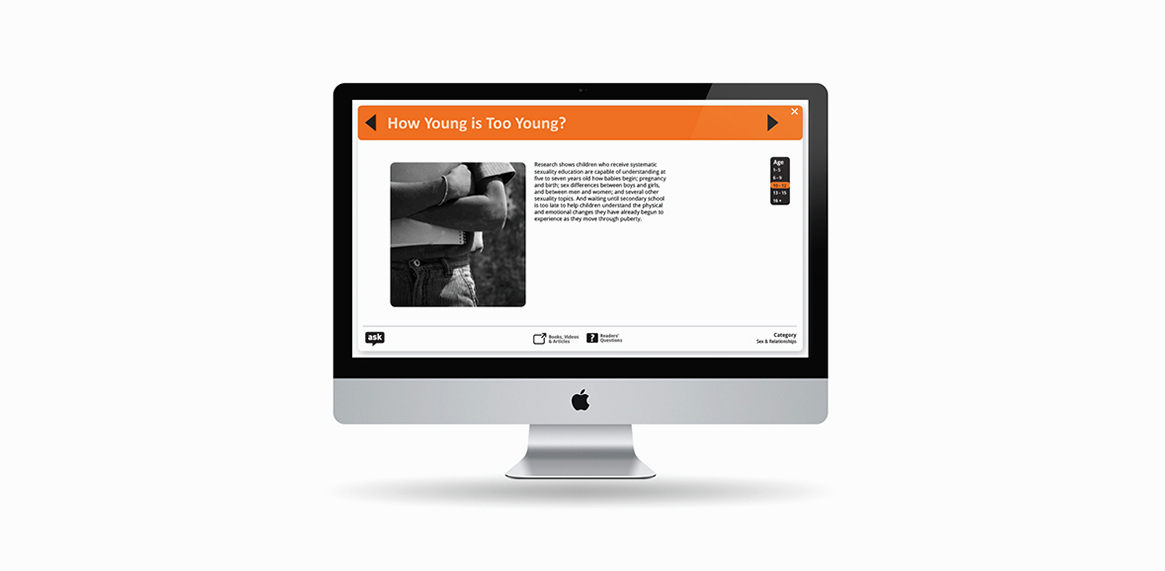 How Young is Too Young?
Research shows children who receive systematic
sexuality education are capable of understanding at
five to seven years old how babies begin; pregnancy
and birth; sex differences between boys and girls,
and between men and women; and several other
sexuality topics. And waiting until secondary school
is too late to help children understand the physical
and emotional changes they have already begun to
experience as they move through puberty.
Age
1 - 5
6 - 9
10 - 12
13 - 15
16 +
ask
Books, Videos
& Articles
?
Readers'
Questions
Category
Sex & Relationships